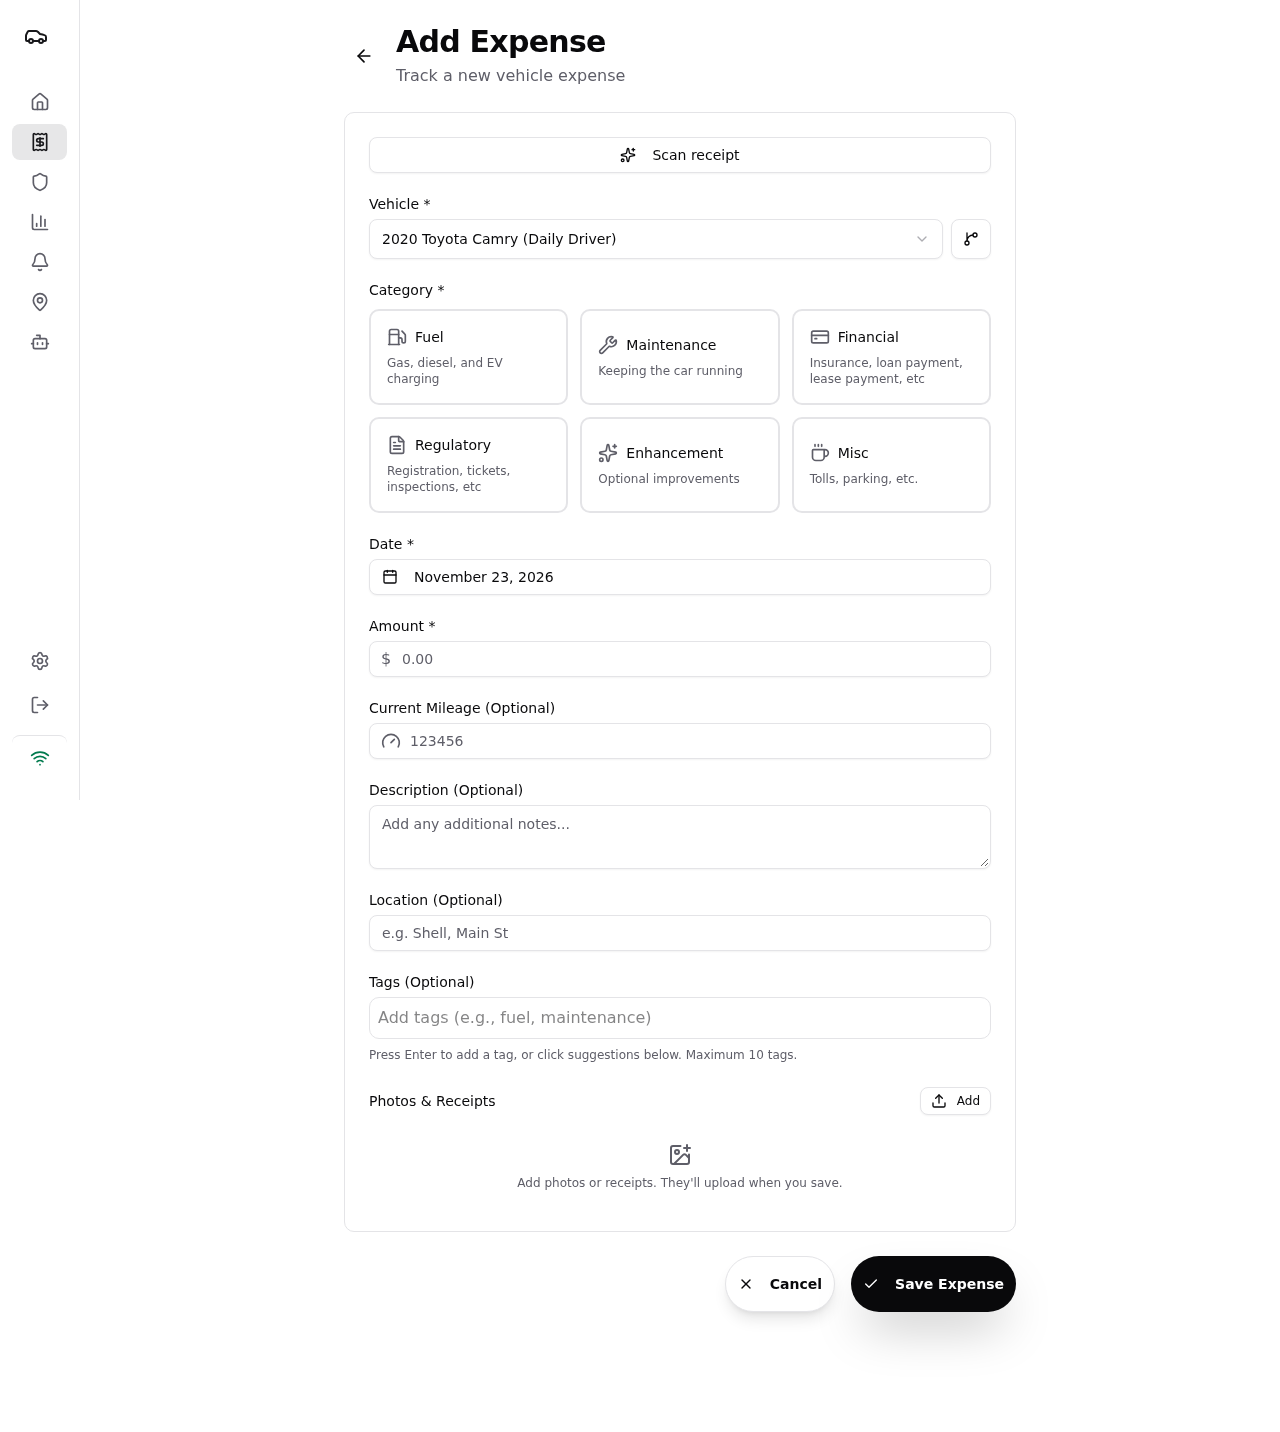 Add Expense
Track a new vehicle expense
Scan receipt
Vehicle *
2020 Toyota Camry (Daily Driver)
Category *
Fuel
Gas, diesel, and EV
charging
Maintenance
Keeping the car running
Financial
Insurance, loan payment,
lease payment, etc
Regulatory
Registration, tickets,
inspections, etc
Enhancement
Optional improvements
Misc
Tolls, parking, etc.
Date *
November 23, 2026
Amount *
$ 0.00
Current Mileage (Optional)
123456
Description (Optional)
Add any additional notes...
Location (Optional)
e.g. Shell, Main St
Tags (Optional)
Add tags (e.g., fuel, maintenance)
Press Enter to add a tag, or click suggestions below. Maximum 10 tags.
Photos & Receipts
Add
Add photos or receipts. They'll upload when you save.
Cancel
Save Expense